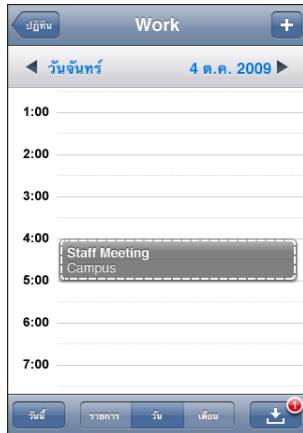 ปฏิทิน Work +
วันจันทร์ 4 ต.ค. 2009
1:00
2:00
3:00
4:00
Staff Meeting
Campus
5:00
6:00
7:00
วันนี้ รายการ วัน เดือน 1